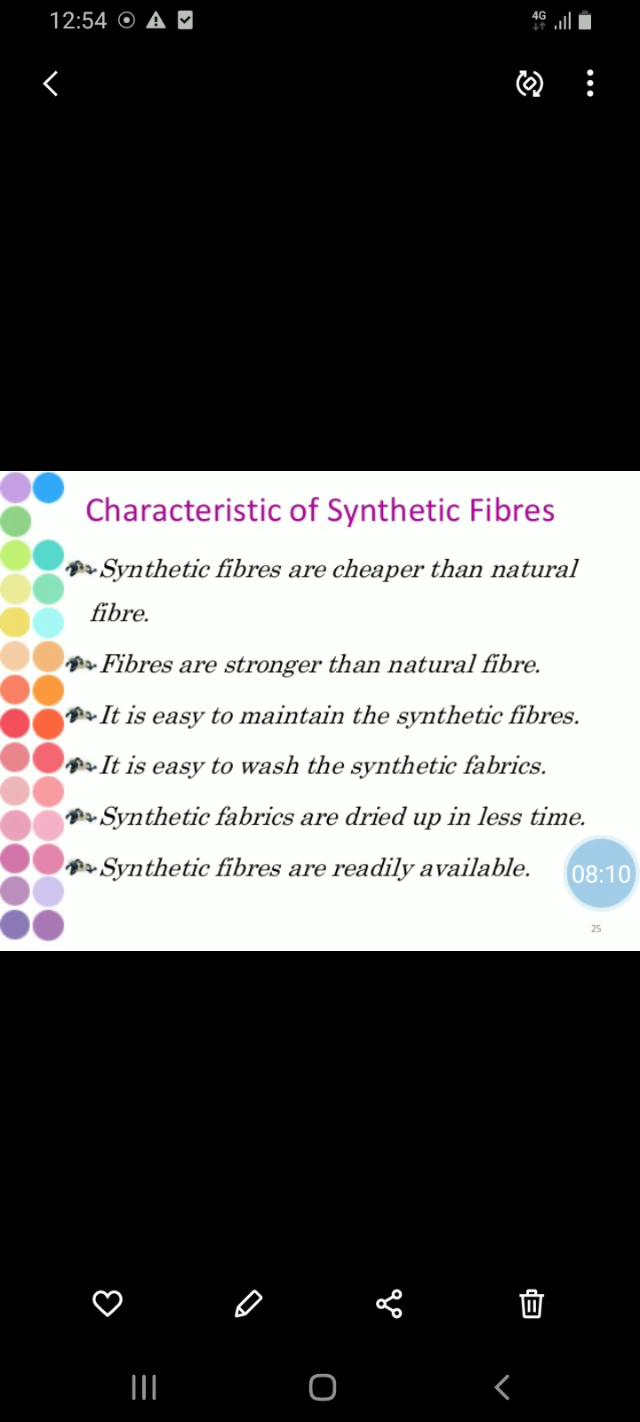 12:54
4G
Characteristic of Synthetic Fibres
Synthetic fibres are cheaper than natural
fibre.
Fibres are stronger than natural fibre.
It is easy to maintain the synthetic fibres.
It is easy to wash the synthetic fabrics.
Synthetic fabrics are dried up in less time.
Synthetic fibres are readily available.
08:10
25